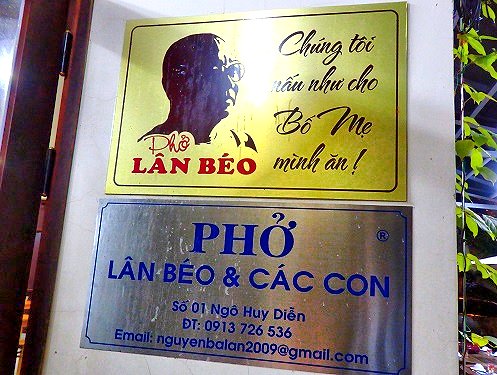 Chúng tôi
nấu như cho
Bố Mẹ
mình ăn !
Phở
LÂN BÉO
PHỞ
®
LÂN BÉO & CÁC CON
Số 01 Ngô Huy Diễn
ĐT: 0913 726 536
Email: nguyenbalan2009@gmail.com